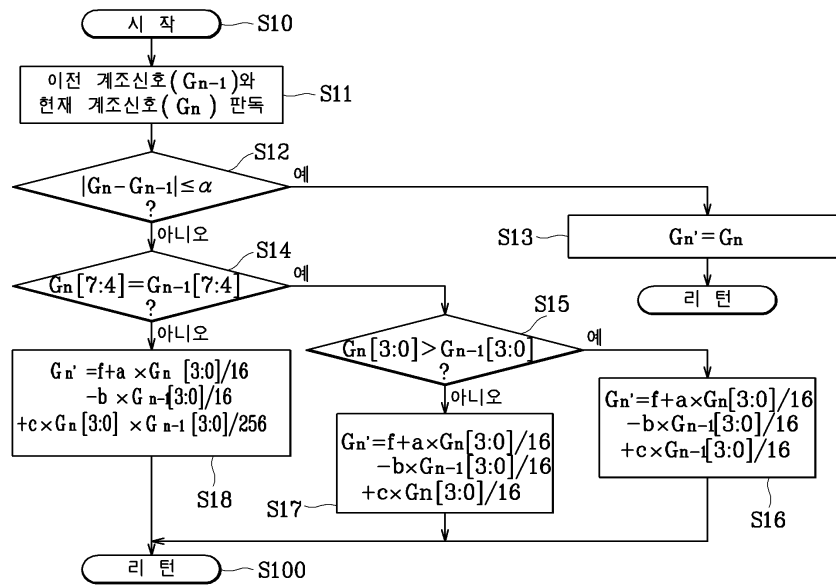 시 작
S10
이전 계조신호(Gn-1)와
현재 계조신호(Gn) 판독
S11
S12
|Gn-Gn-1|≤α
?
예
아니오
S13
Gn'=Gn
리 턴
S14
Gn[7:4]=Gn-1[7:4]
?
예
아니오
S15
Gn[3:0]>Gn-1[3:0]
?
예
아니오
Gn' =f+a ×Gn [3:0]/16
-b ×Gn-1[3:0]/16
+c×Gn[3:0] ×Gn-1 [3:0]/256
S18
Gn'=f+a×Gn[3:0]/16
-b×Gn-1[3:0]/16
+c×Gn[3:0]/16
S17
Gn'=f+a×Gn[3:0]/16
-b×Gn-1[3:0]/16
+c×Gn-1[3:0]/16
S16
리 턴
S100